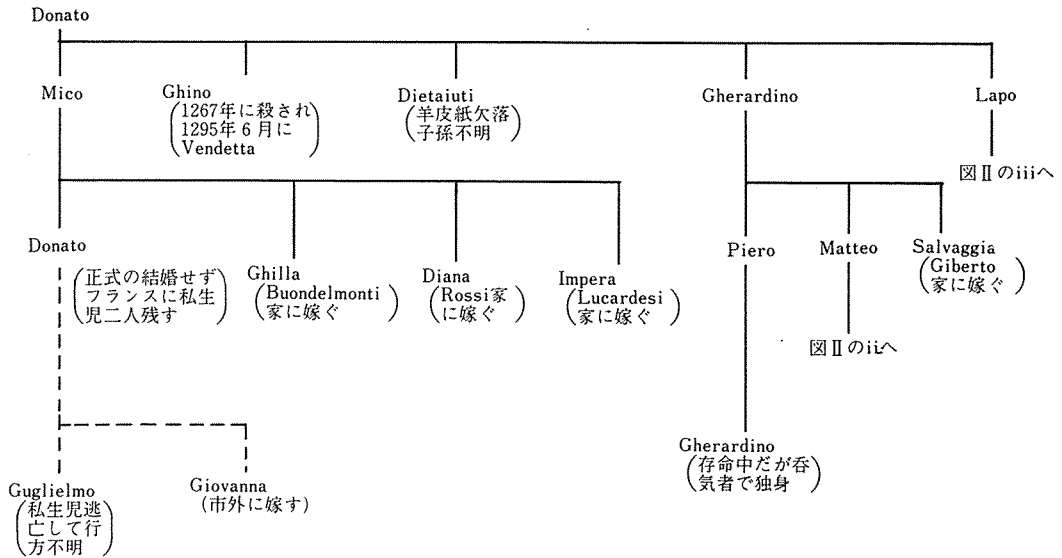 Donato
Mico
Ghino
(1267年に殺され
1295年6月に
Vendetta)
Dietaiuti
(羊皮紙欠落
子孫不明)
Gherardino
Lapo
図Ⅱのiiiへ
Donato
(正式の結婚せず
フランスに私生
児二人残す)
Ghilla
(Buondelmonti
家に嫁ぐ)
Diana
(Rossi家
に嫁ぐ)
Impera
(Lucardesi
家に嫁ぐ)
Piero
Matteo
図Ⅱのiiへ
Salvaggia
(Giberto
家に嫁ぐ)
Guglielmo
(私生児逃
亡して行
方不明)
Giovanna
(市外に嫁す)
Gherardino
(存命中だが呑
気者で独身)